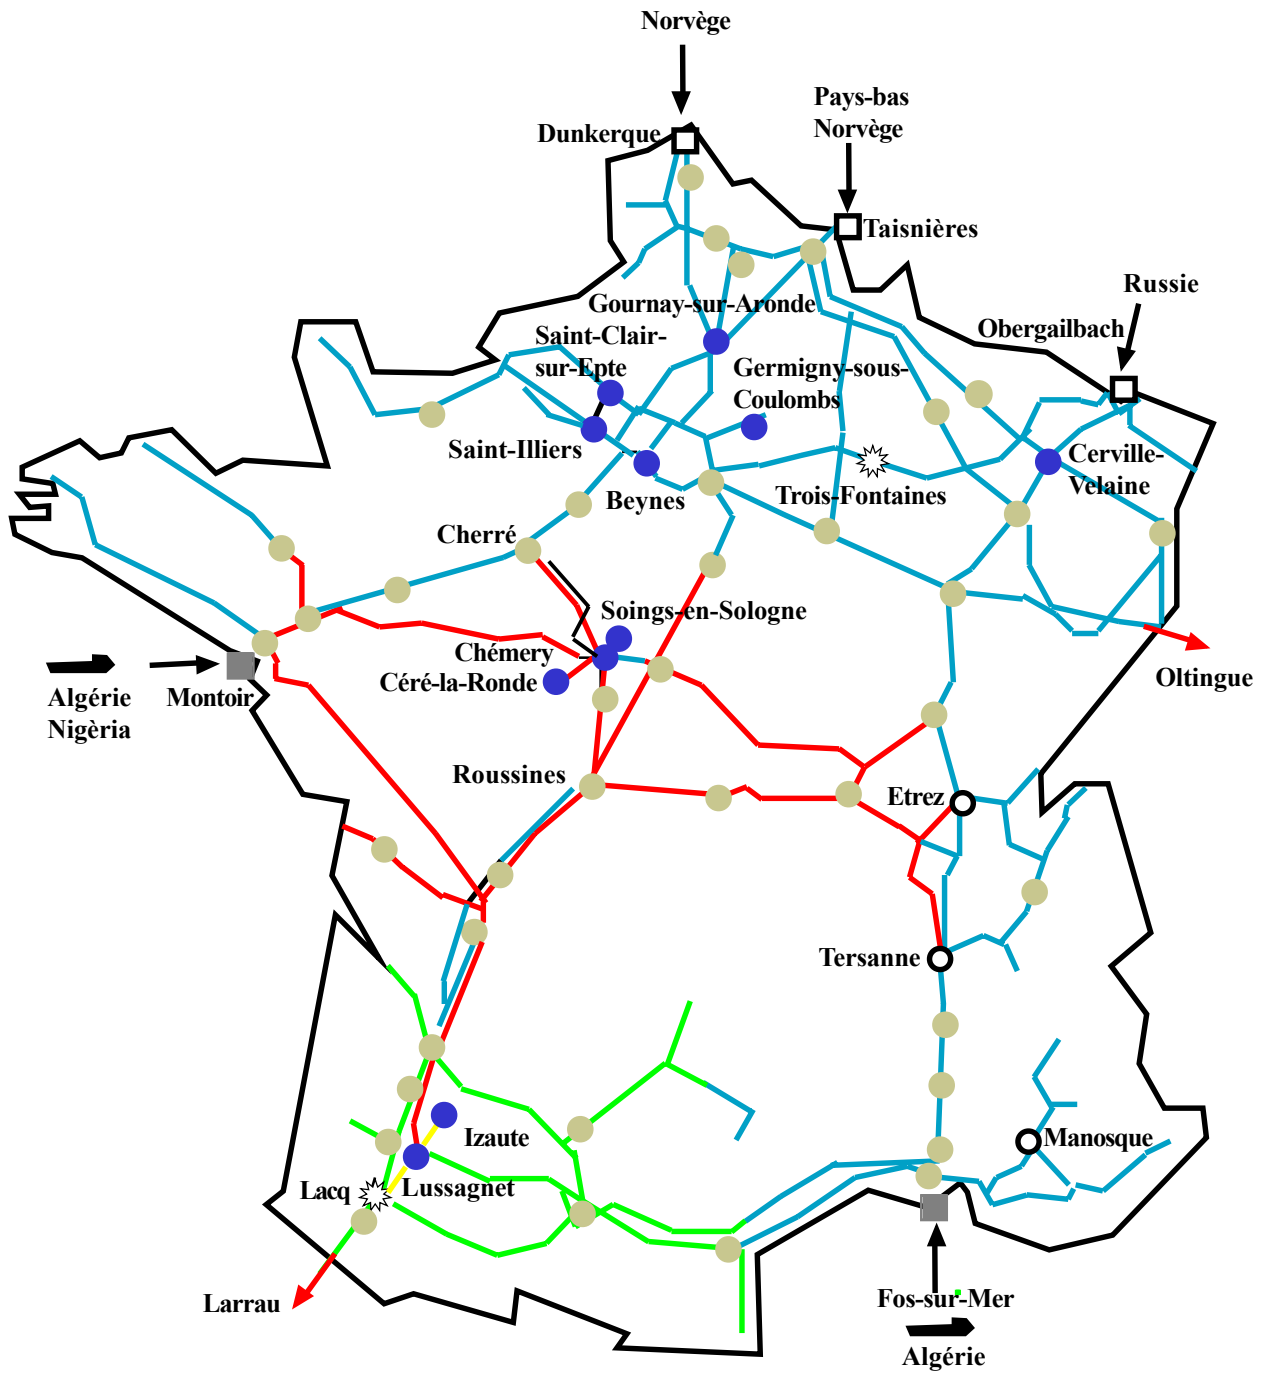 Norvège
Pays-bas
Norvège
Dunkerque
Taisnières
Russie
Gournay-sur-Aronde
Obergailbach
Saint-Clair-
sur-Epte
Germigny-sous-
Coulombs
Saint-Illiers
Cerville-
Velaine
Beynes
Trois-Fontaines
Cherré
Soings-en-Sologne
Chémery
Céré-la-Ronde
Oltingue
Algérie
Nigèria
Montoir
Roussines
Etrez
Tersanne
Izaute
Manosque
Lacq
Lussagnet
Larrau
Fos-sur-Mer
Algérie